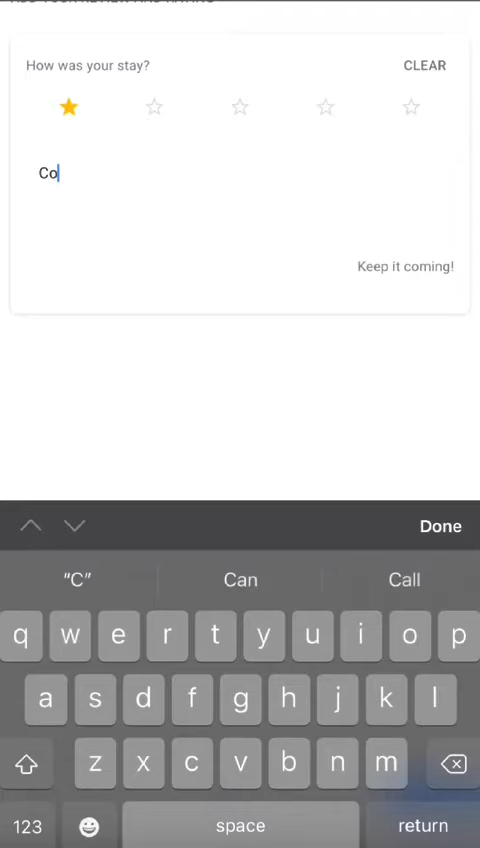 How was your stay?
CLEAR
Co
Keep it coming!
Done
"C"
Can
Call
q w e r t y u i o p
a s d f g h j k l
z x c v b n m
123
space
return